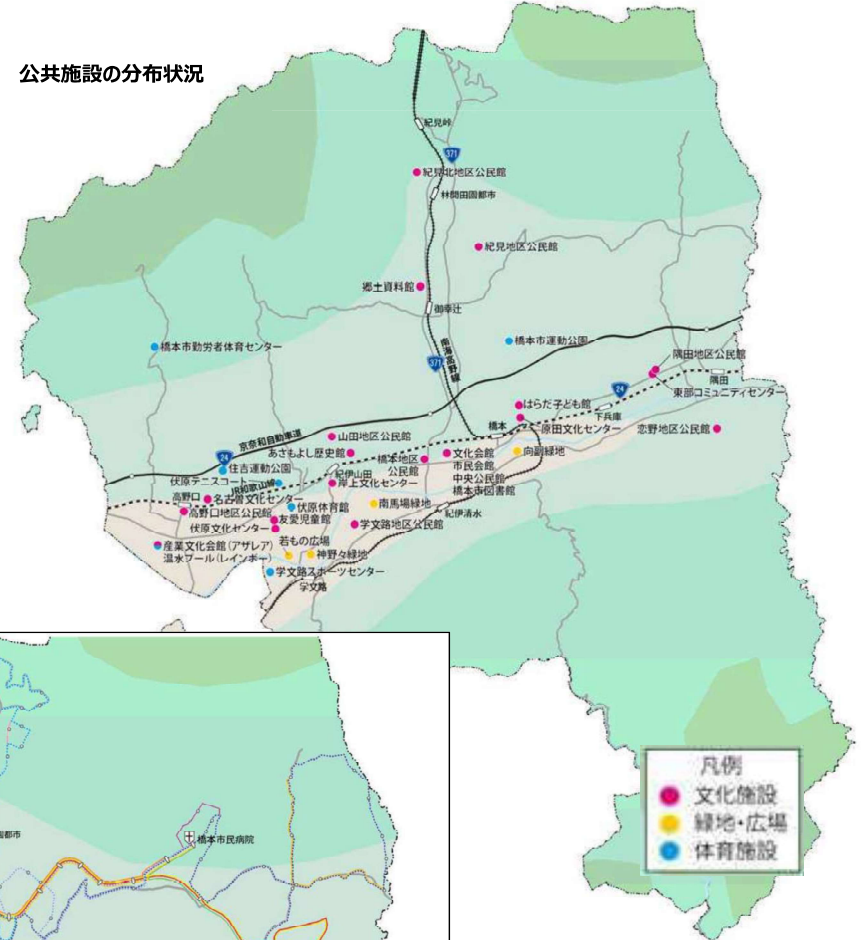 公共施設の分布状況
紀見峠
371
紀見北地区公民館
林間田園都市
紀見地区公民館
郷土資料館
御幸辻
橋本市勤労者体育センター
371
南海高野線
橋本市運動公園
隅田地区公民館
隅田
24
東部コミュニティセンター
はらだ子ども館
下兵庫
原田文化センター
恋野地区公民館
橋本
京奈和自動車道
山田地区公民館
あさもよし歴史館
橋本地区
公民館
文化会館
市民会館
中央公民館
橋本市図書館
向副緑地
24
住吉運動公園
伏原テニスコート
JR和歌山線
紀伊山田
岸上文化センター
高野口
名古曽文化センター
高野口地区公民館
伏原体育館
南馬場緑地
紀伊清水
友愛児童館
伏原文化センター
学文路地区公民館
若もの広場
産業文化会館(アザレア)
温水プール(レインボー)
神野々緑地
学文路スポーツセンター
学文路
橋本市民病院
都市
凡例
文化施設
緑地・広場
体育施設